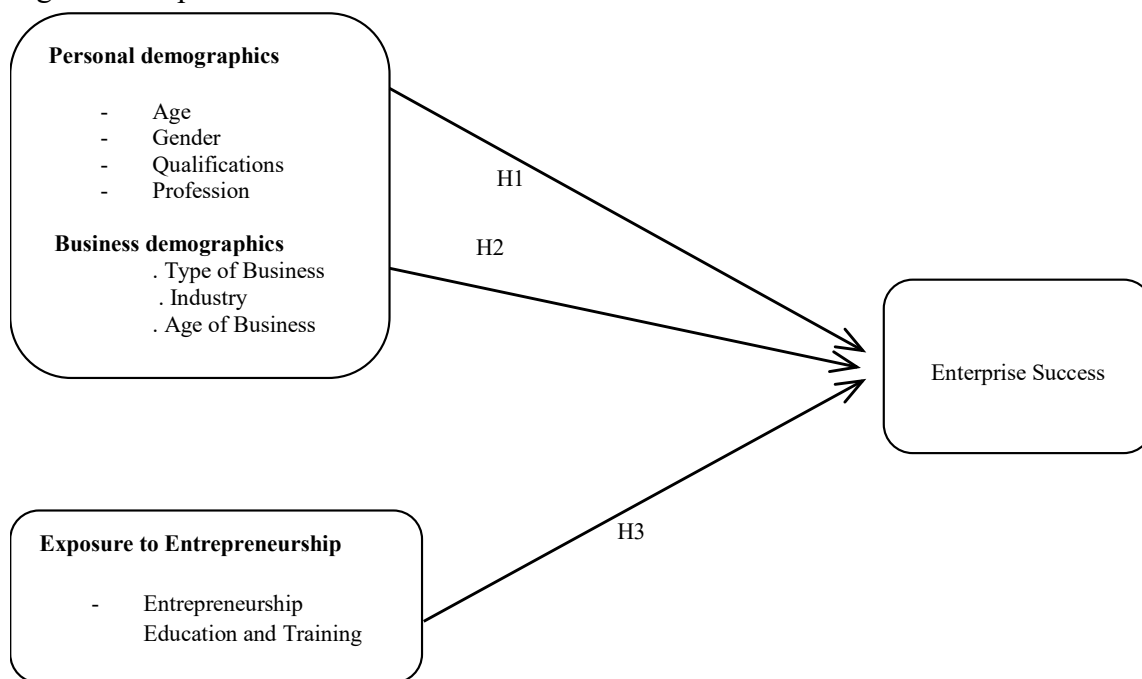 Personal demographics
- Age
- Gender
- Qualifications
- Profession
H1
Business demographics
. Type of Business
. Industry
. Age of Business
H2
Enterprise Success
H3
Exposure to Entrepreneurship
- Entrepreneurship
Education and Training